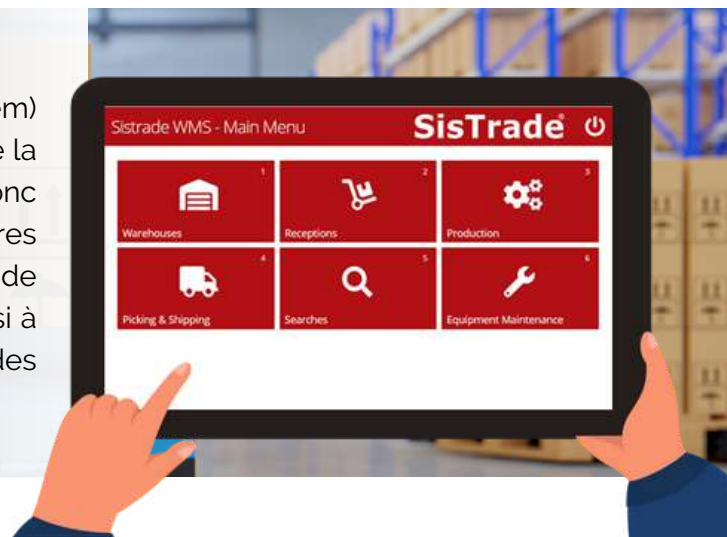 em)
e la
onc
res
de
si à
des
Sistrade WMS - Main Menu
SisTrade®
1
2
3
Warehouses
Receptions
Production
4
5
6
Picking & Shipping
Searches
Equipment Maintenance